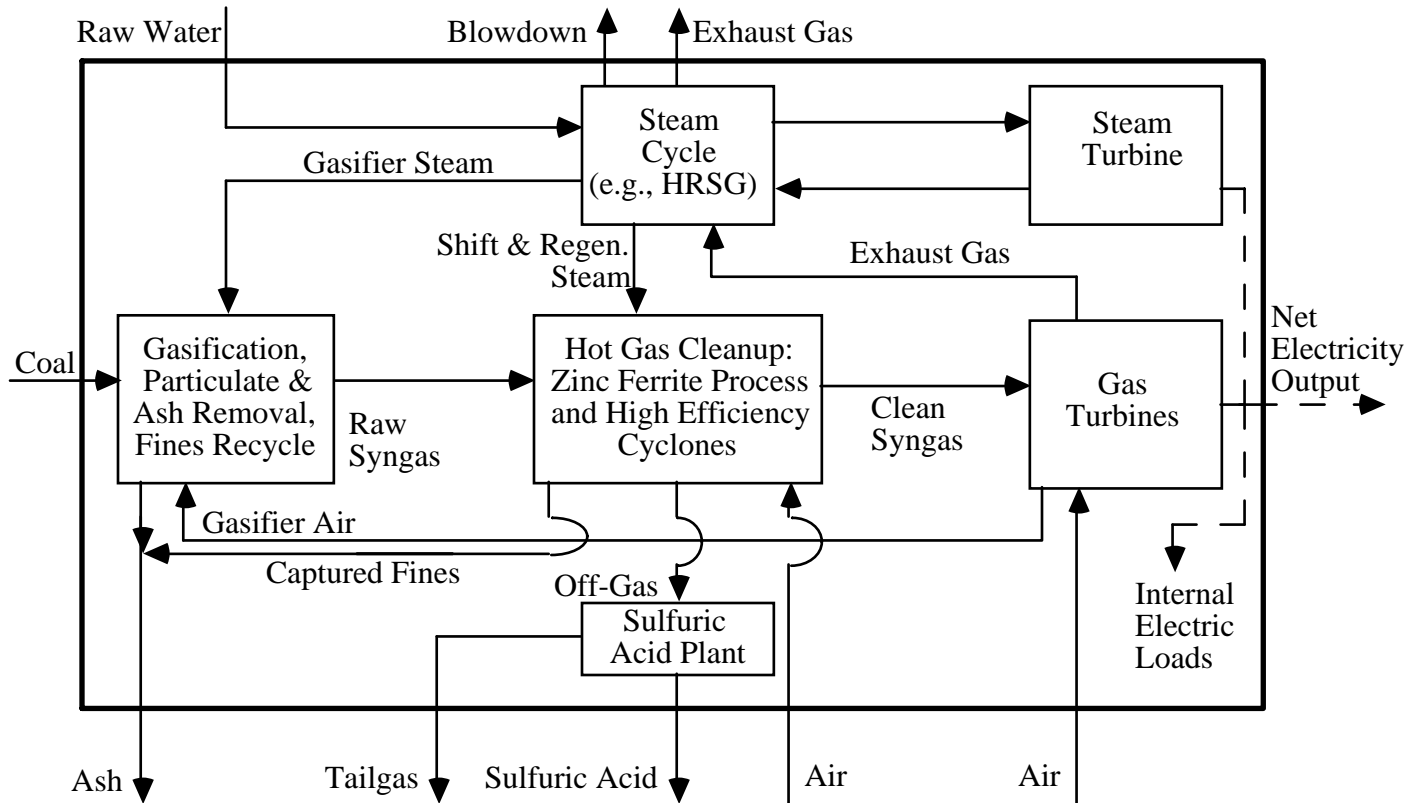 Raw Water
Blowdown
Exhaust Gas
Steam
Cycle
(e.g., HRSG)
Steam
Turbine
Gasifier Steam
Shift & Regen.
Steam
Exhaust Gas
Coal
Gasification,
Particulate &
Ash Removal,
Fines Recycle
Raw
Syngas
Hot Gas Cleanup:
Zinc Ferrite Process
and High Efficiency
Cyclones
Clean
Syngas
Gas
Turbines
Net
Electricity
Output
Gasifier Air
Captured Fines
Off-Gas
Sulfuric
Acid Plant
Internal
Electric
Loads
Ash
Tailgas
Sulfuric Acid
Air
Air